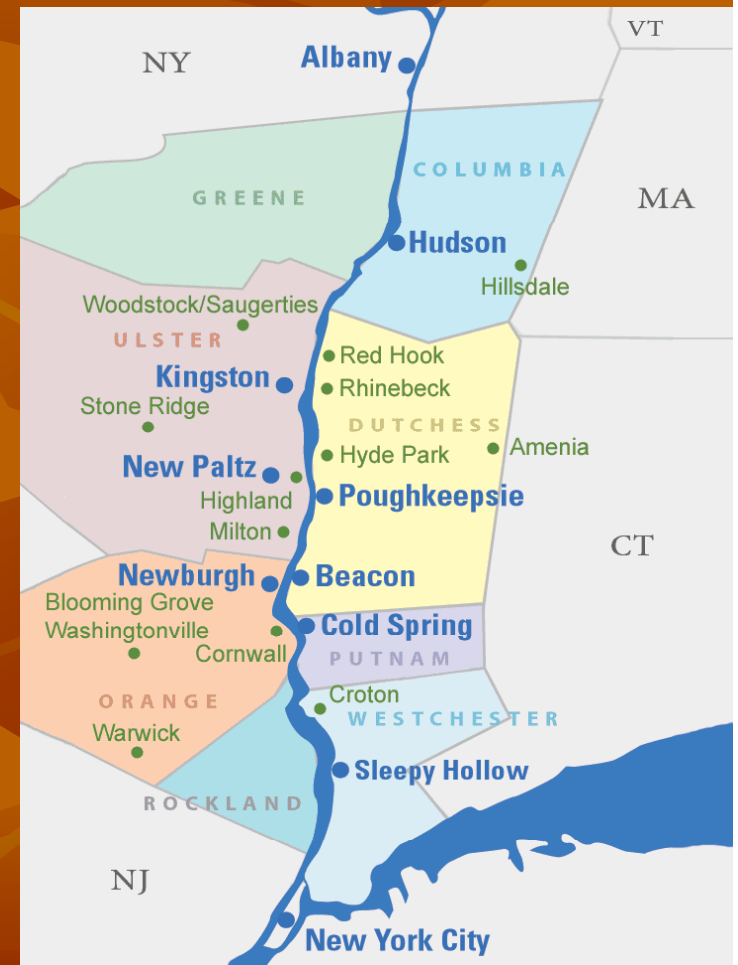 VT
NY
Albany
COLUMBIA
GREENE
MA
Hudson
Hillsdale
Woodstock/Saugerties
ULSTER
Red Hook
Kingston
Rhinebeck
Stone Ridge
DUTCHESS
Hyde Park
Amenia
New Paltz
Highland
Poughkeepsie
Milton
CT
Newburgh
Beacon
Blooming Grove
Washingtonville
Cold Spring
Cornwall
PUTNAM
Croton
ORANGE
WESTCHESTER
Warwick
Sleepy Hollow
ROCKLAND
NJ
New York City